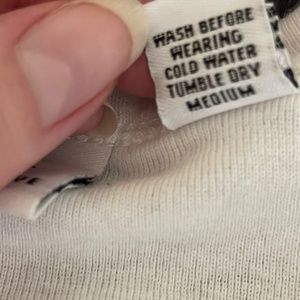 WASH BEFORE
WEARING
COLD WATER
TUMBLE DRY
MEDIUM